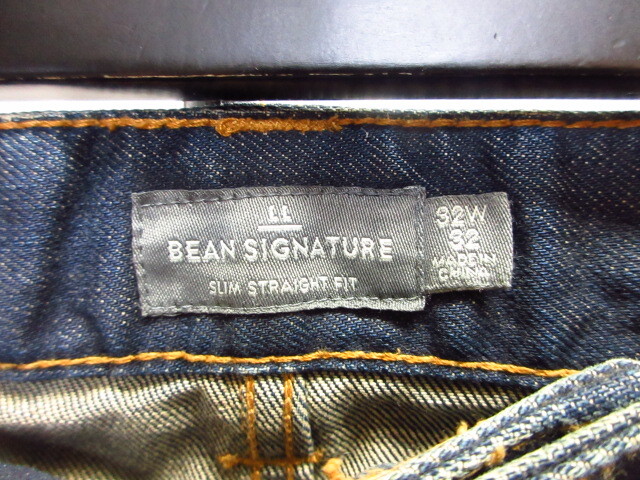 LL
BEAN SIGNATURE
SLIM STRAIGHT FIT
32W
32
MADE IN
CHINA